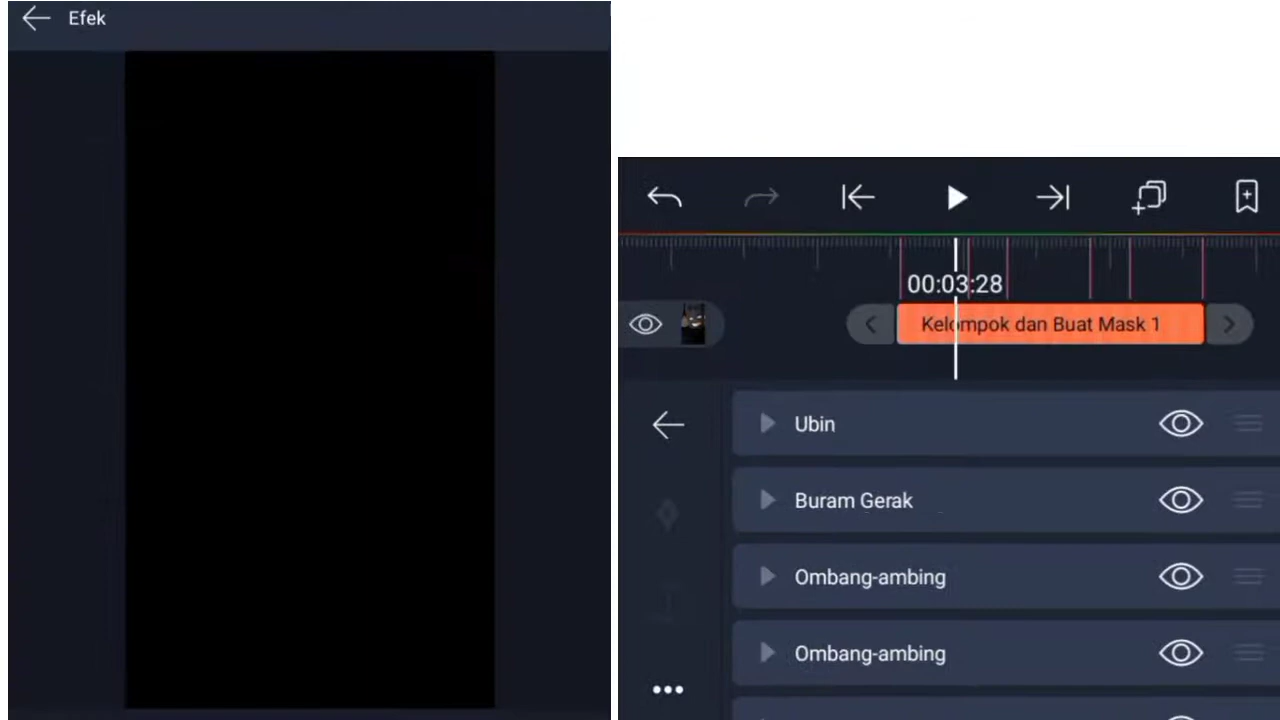 Efek
00:03:28
Kelompok dan Buat Mask 1
Ubin
Buram Gerak
Ombang-ambing
Ombang-ambing